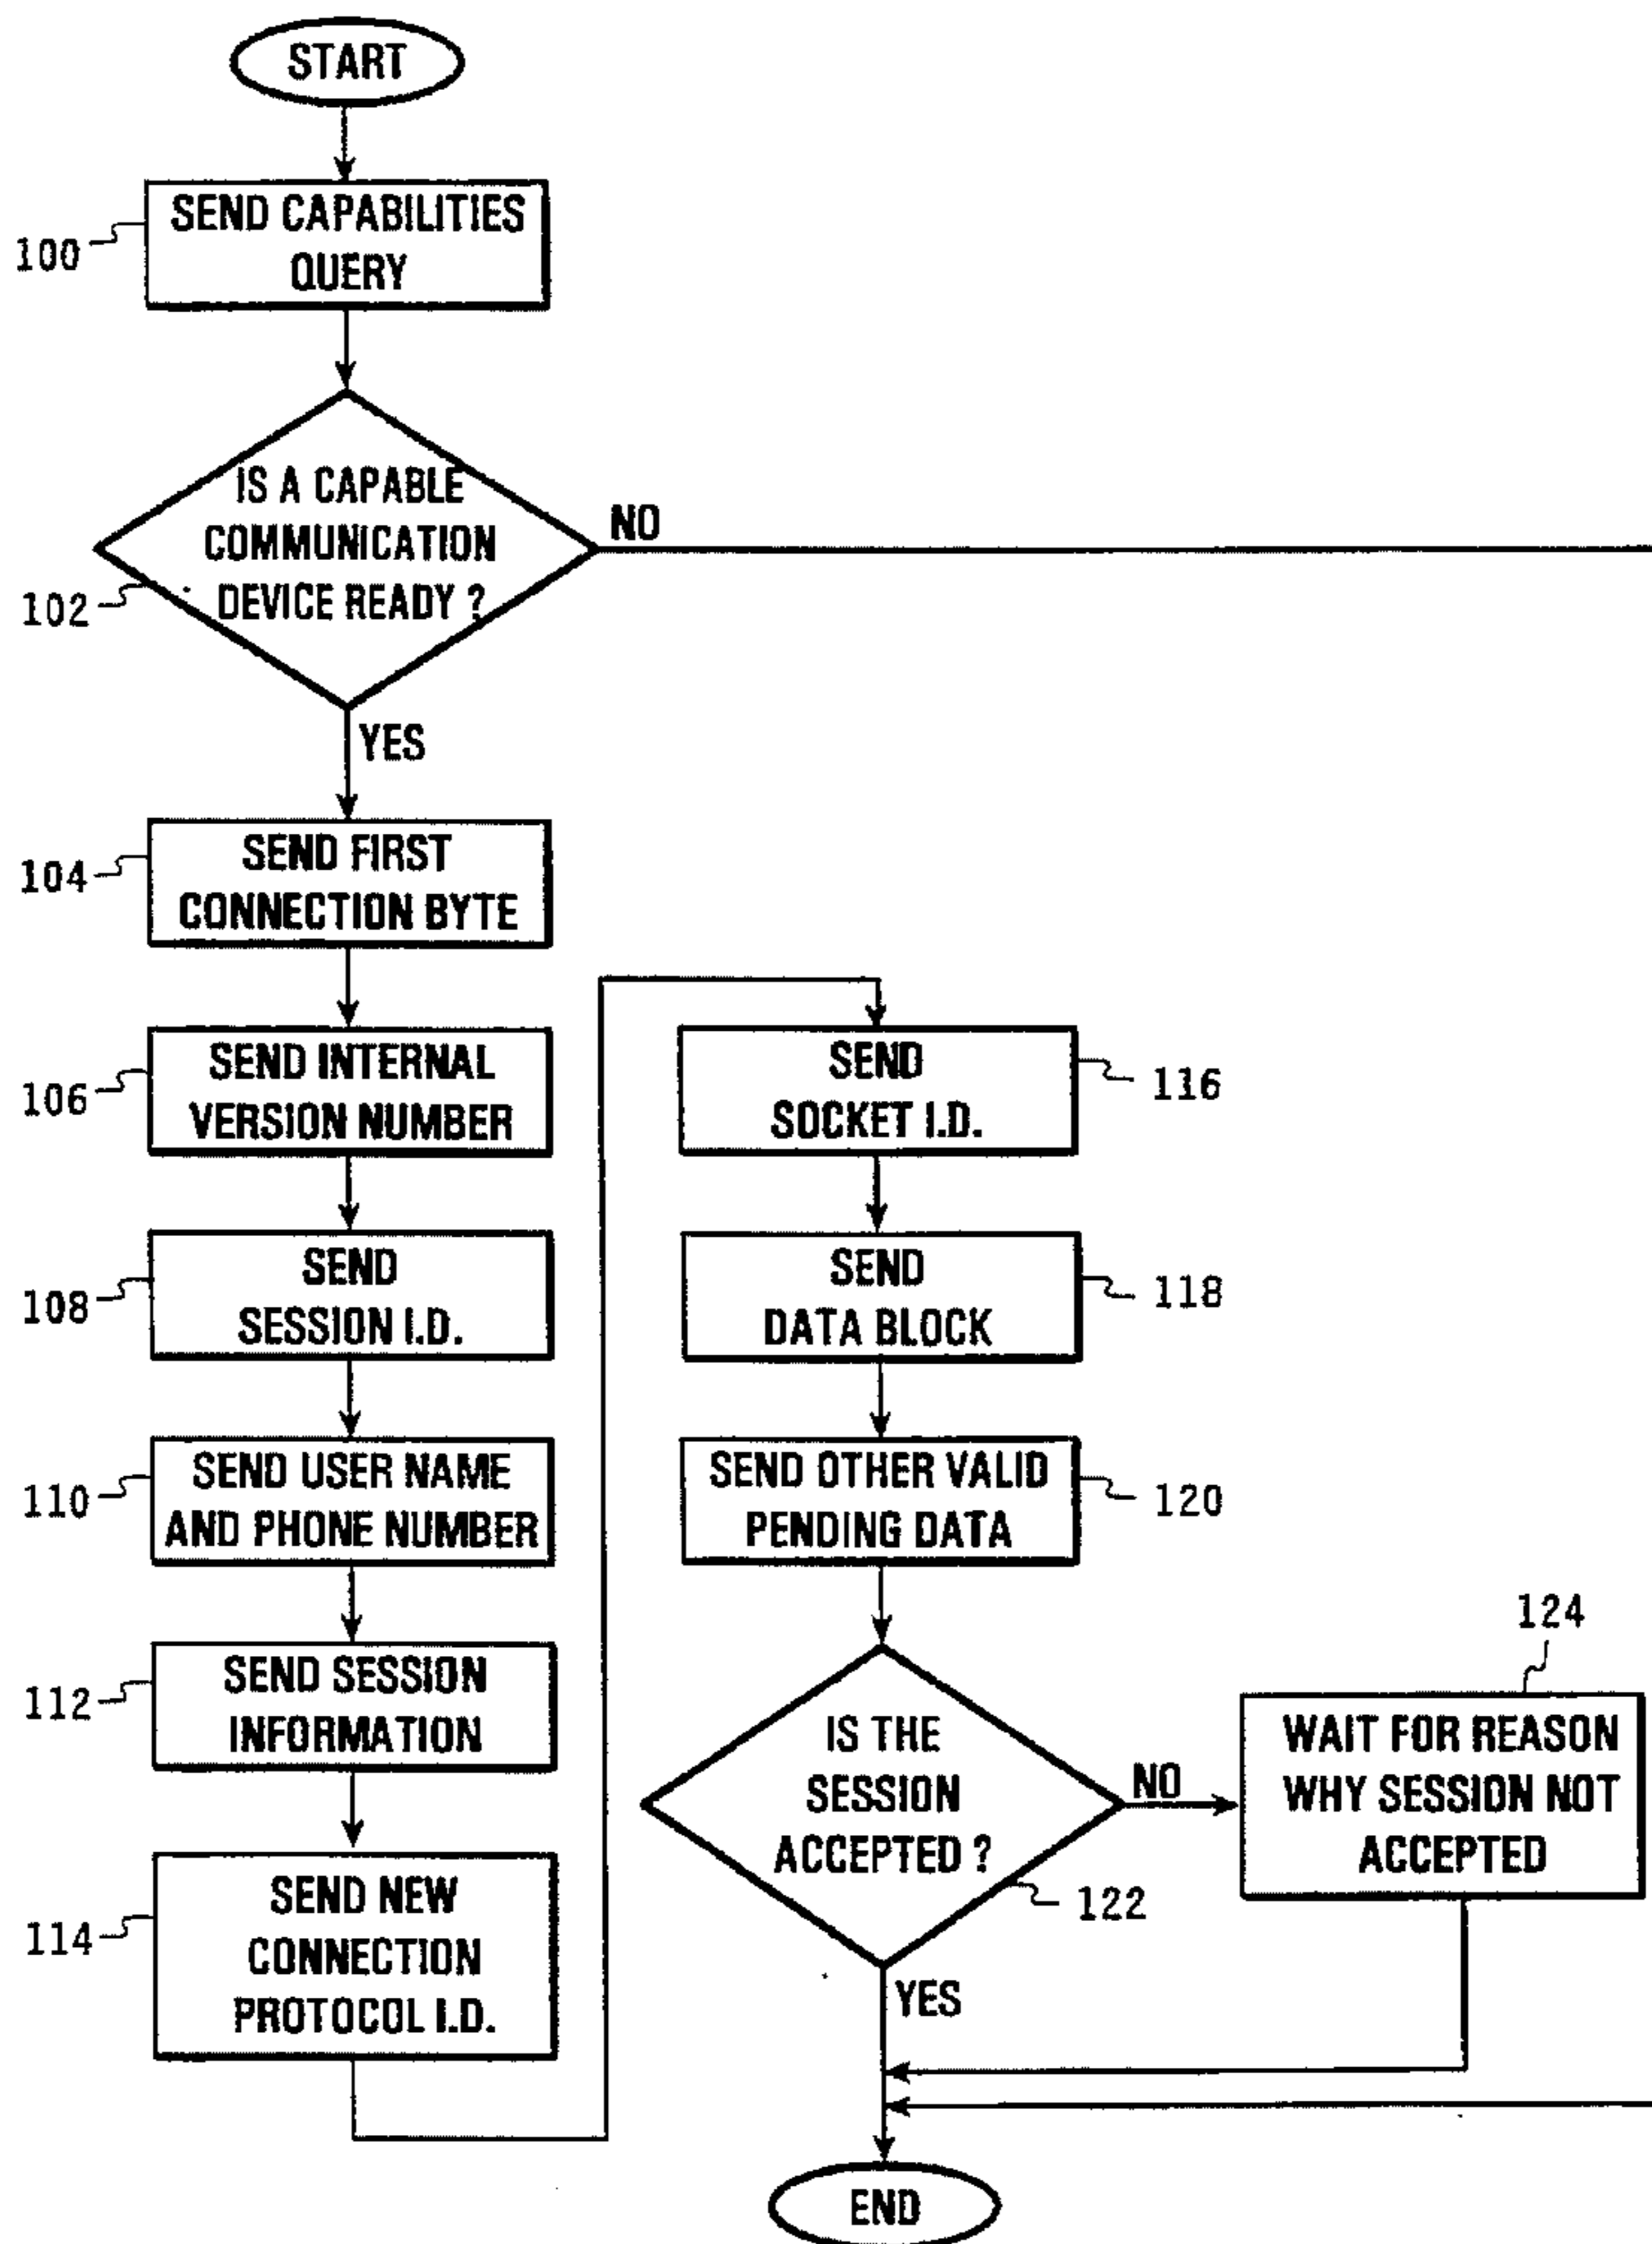 START
100
SEND CAPABILITIES
QUERY
102
IS A CAPABLE
COMMUNICATION
DEVICE READY ?
NO
YES
104
SEND FIRST
CONNECTION BYTE
106
SEND INTERNAL
VERSION NUMBER
108
SEND
SESSION I.D.
110
SEND USER NAME
AND PHONE NUMBER
112
SEND SESSION
INFORMATION
114
SEND NEW
CONNECTION
PROTOCOL I.D.
SEND
SOCKET I.D.
116
SEND
DATA BLOCK
118
SEND OTHER VALID
PENDING DATA
120
IS THE
SESSION
ACCEPTED ?
122
NO
124
WAIT FOR REASON
WHY SESSION NOT
ACCEPTED
YES
END